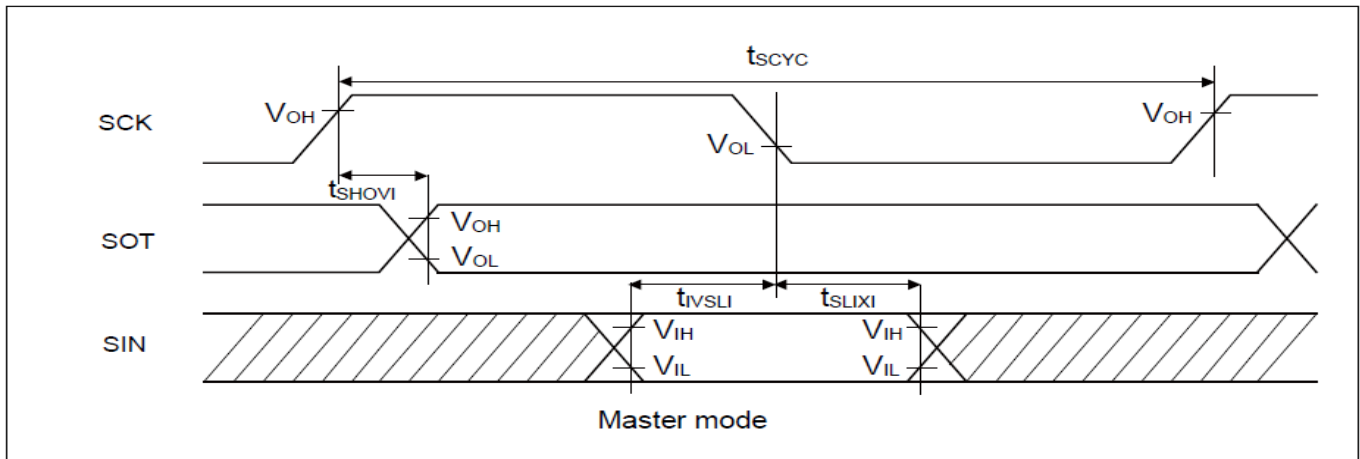 tSCYC
SCK
VOH
VOL
VOH
tSHOVI
SOT
VOH
VOL
tIVSLI
tSLIXI
SIN
VIH
VIH
VIL
VIL
Master mode